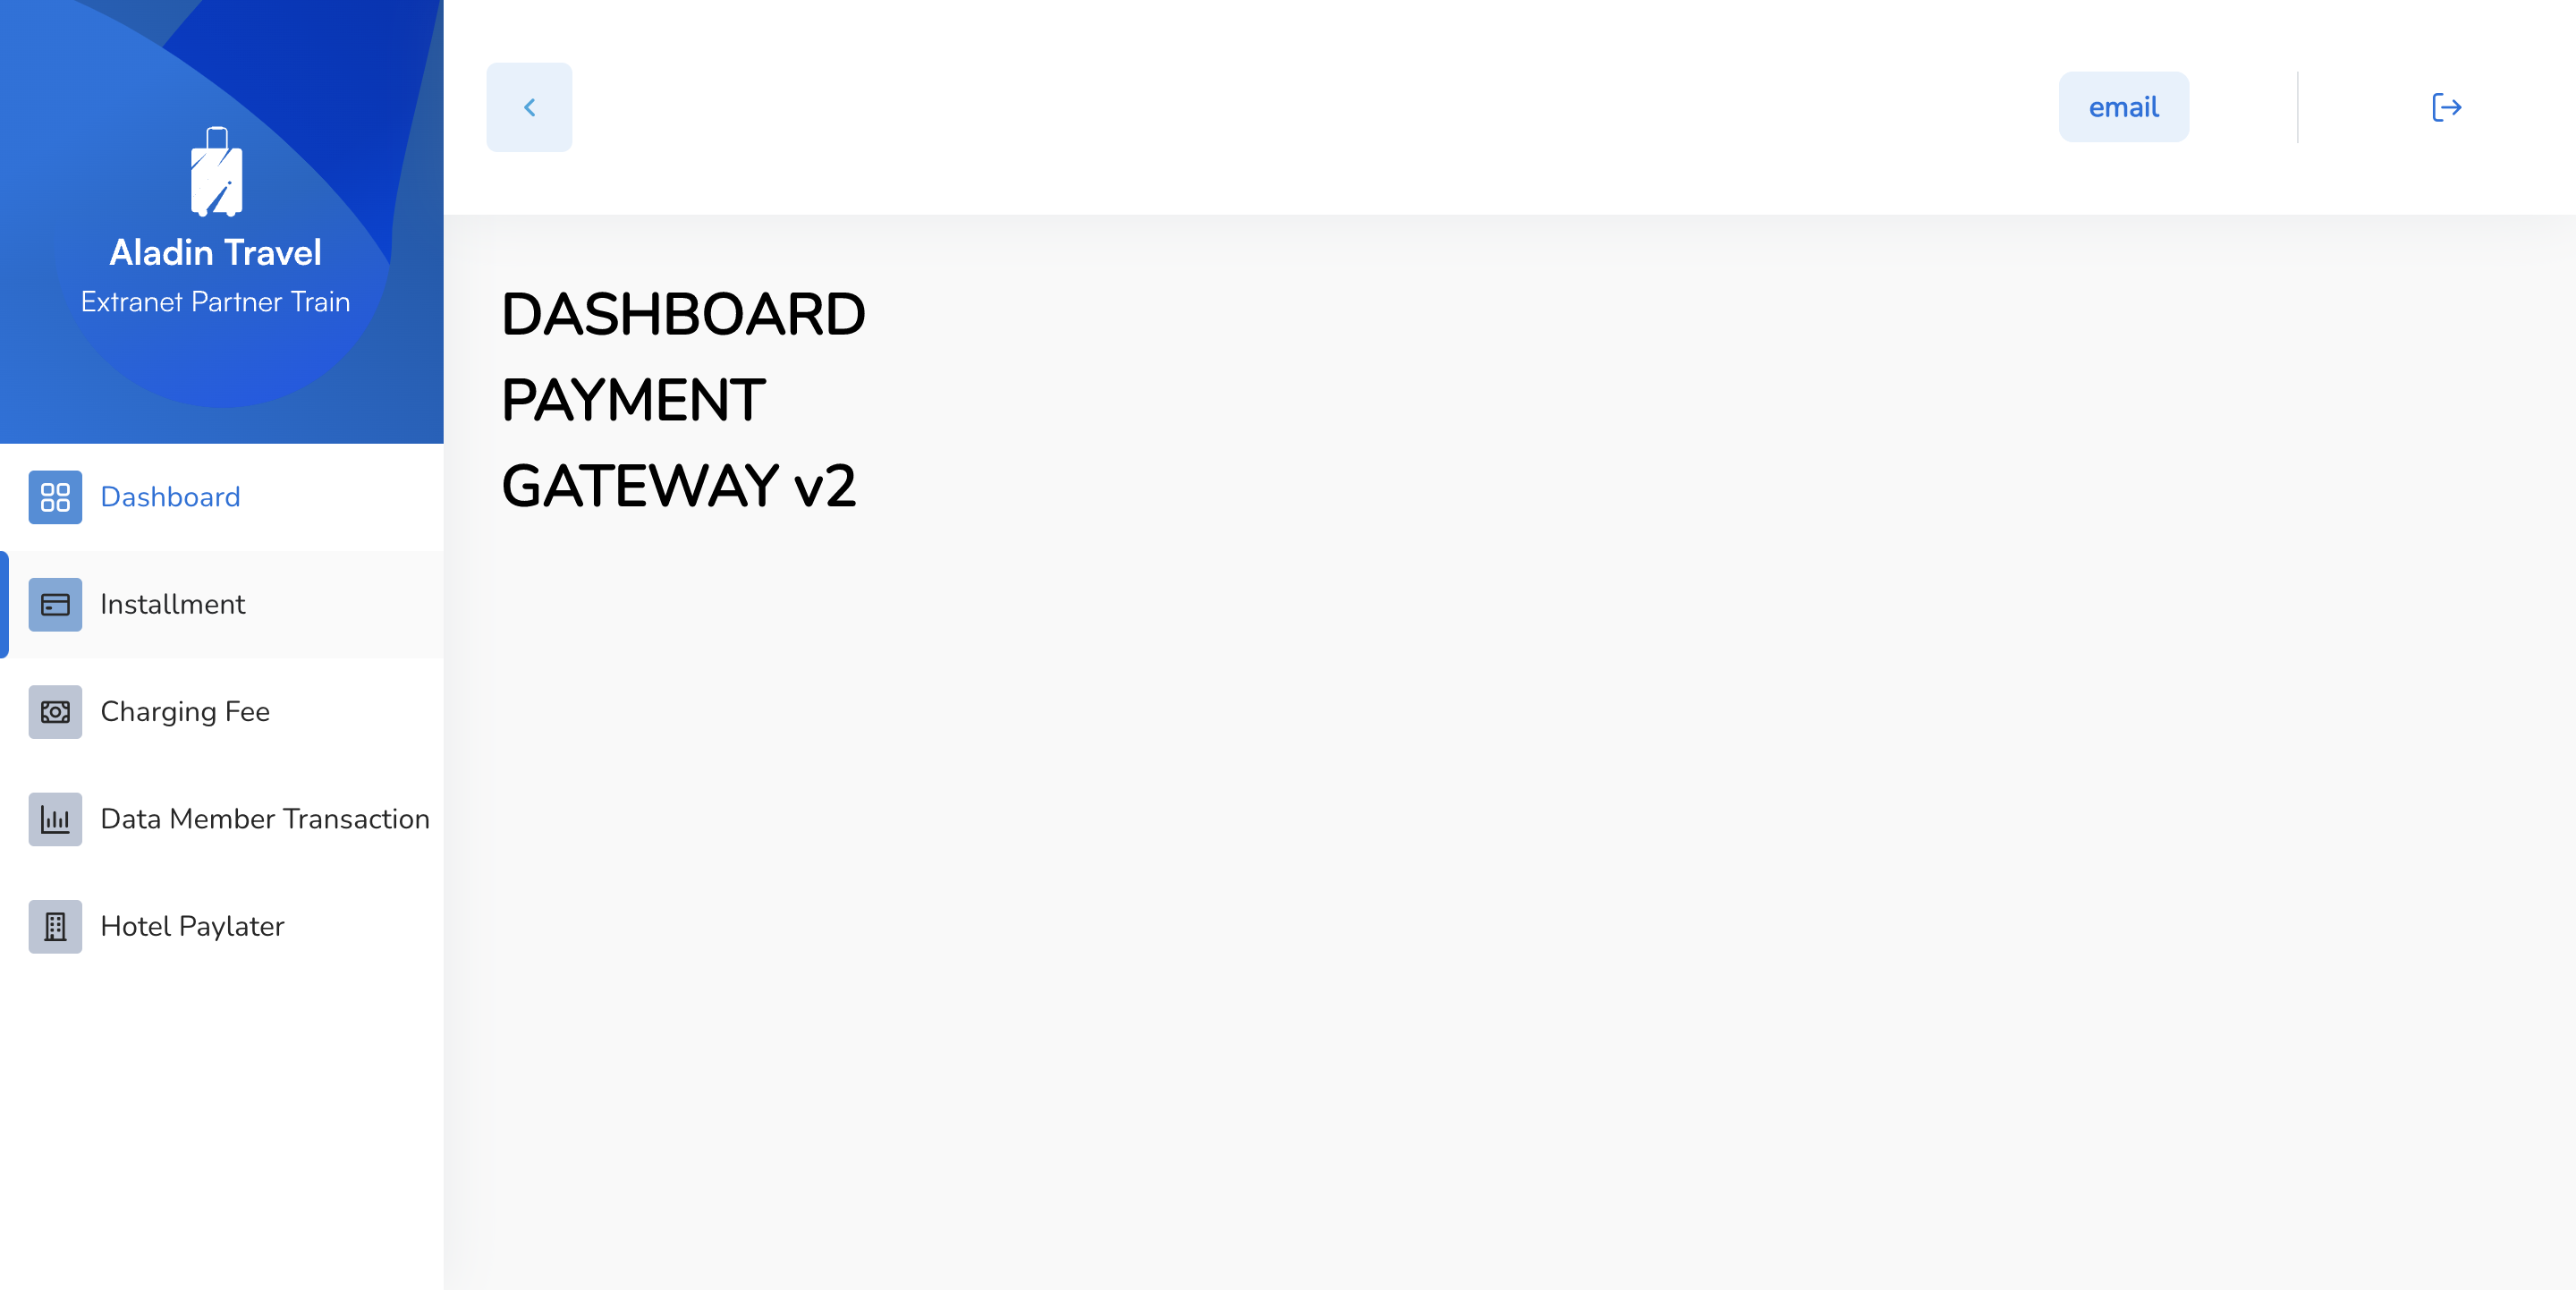 Aladin Travel
Extranet Partner Train
Dashboard
Installment
Charging Fee
Data Member Transaction
Hotel Paylater
email
DASHBOARD
PAYMENT
GATEWAY v2